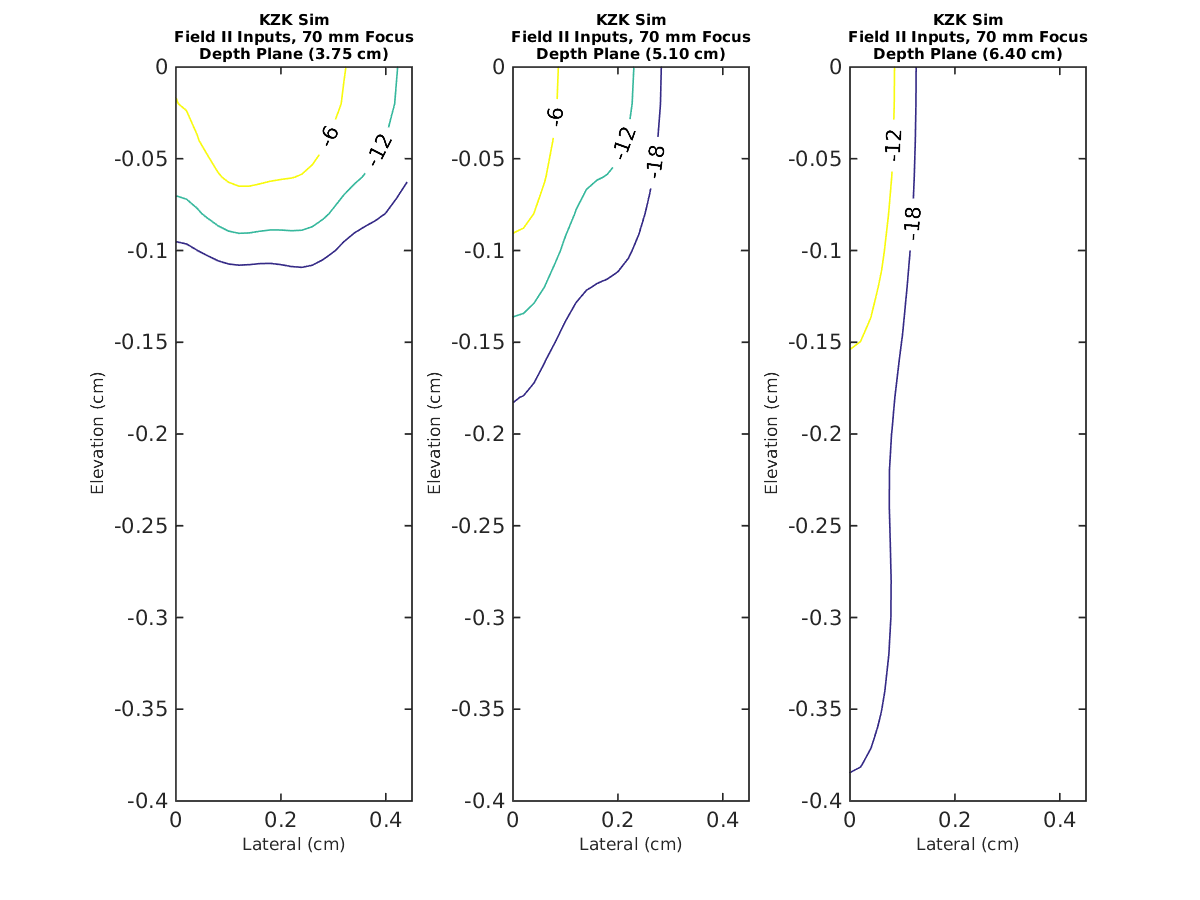 KZK Sim
Field II Inputs, 70 mm Focus
Depth Plane (3.75 cm)
0
-0.05
-0.1
-0.15
-0.2
-0.25
-0.3
-0.35
-0.4
Elevation (cm)
-6
-12
0
0.2
0.4
Lateral (cm)
KZK Sim
Field II Inputs, 70 mm Focus
Depth Plane (5.10 cm)
0
-0.05
-0.1
-0.15
-0.2
-0.25
-0.3
-0.35
-0.4
Elevation (cm)
-6
-12
-18
0
0.2
0.4
Lateral (cm)
KZK Sim
Field II Inputs, 70 mm Focus
Depth Plane (6.40 cm)
0
-0.05
-0.1
-0.15
-0.2
-0.25
-0.3
-0.35
-0.4
Elevation (cm)
-12
-18
0
0.2
0.4
Lateral (cm)